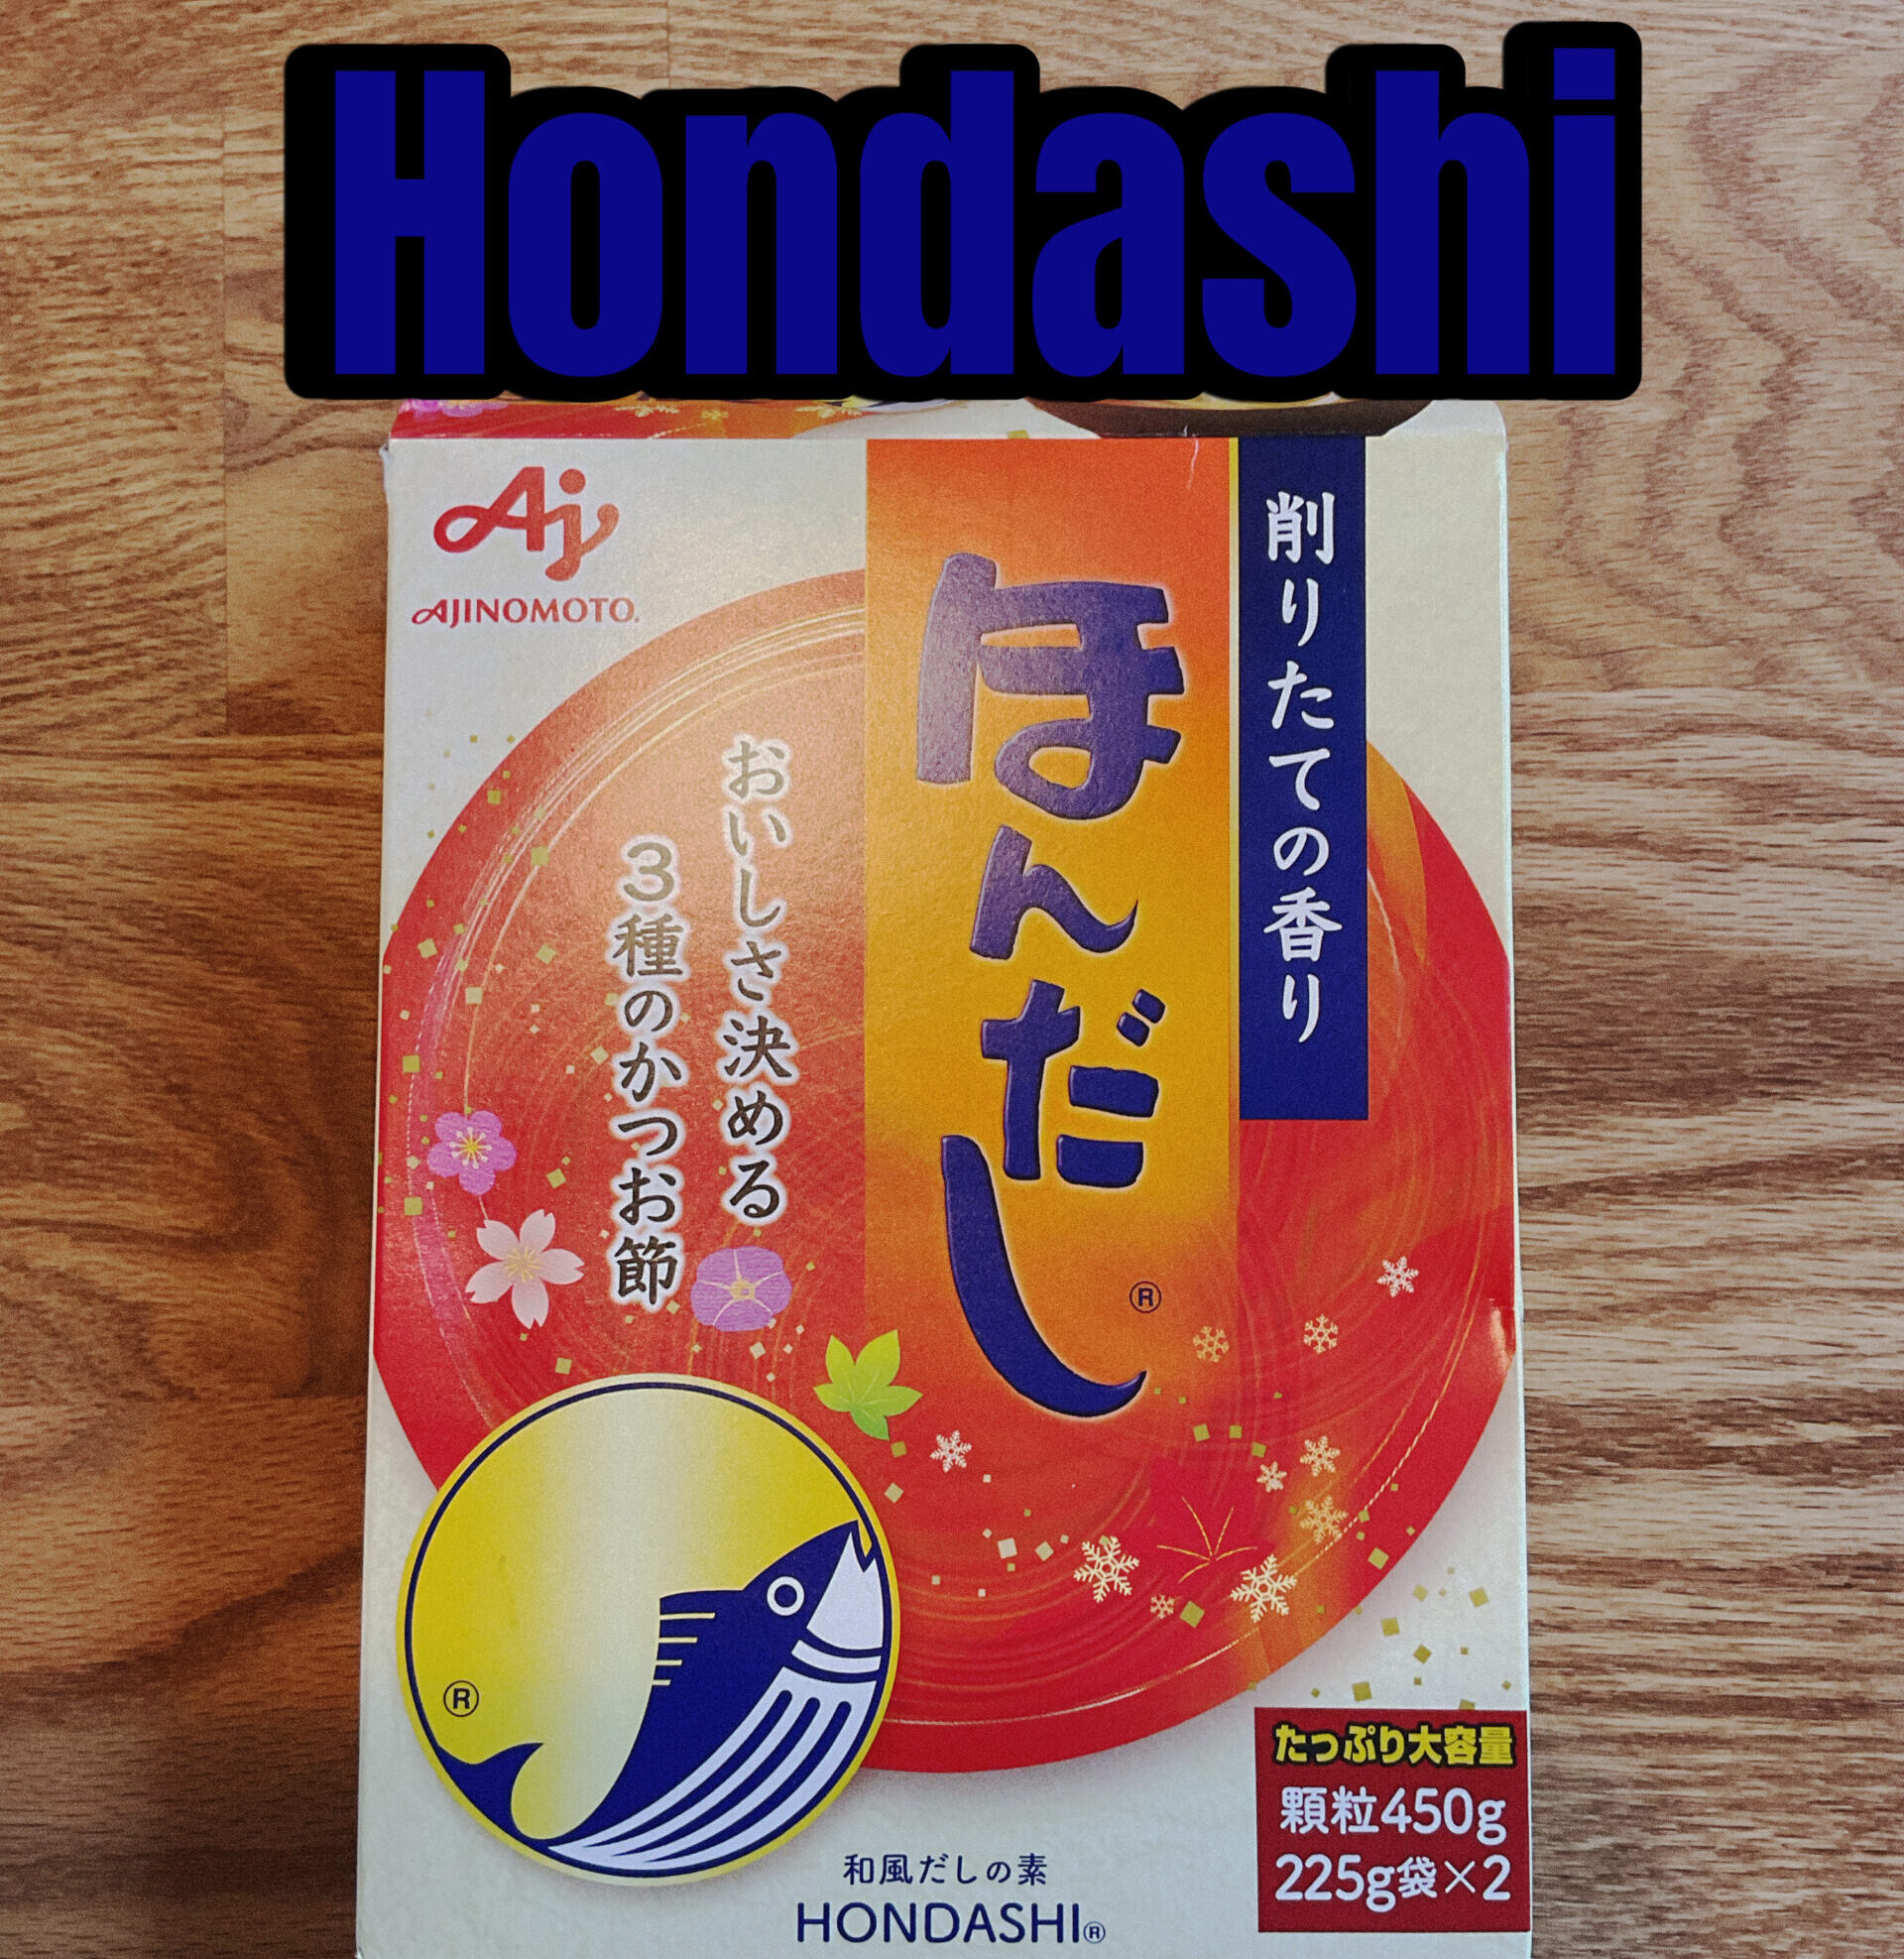 Hondashi
Aj
AJINOMOTO®
削りたての香り
ほんだし®
おいしさ決める
3種のかつお節
®
たっぷり大容量
顆粒450g
225g袋×2
和風だしの素
HONDASHI®